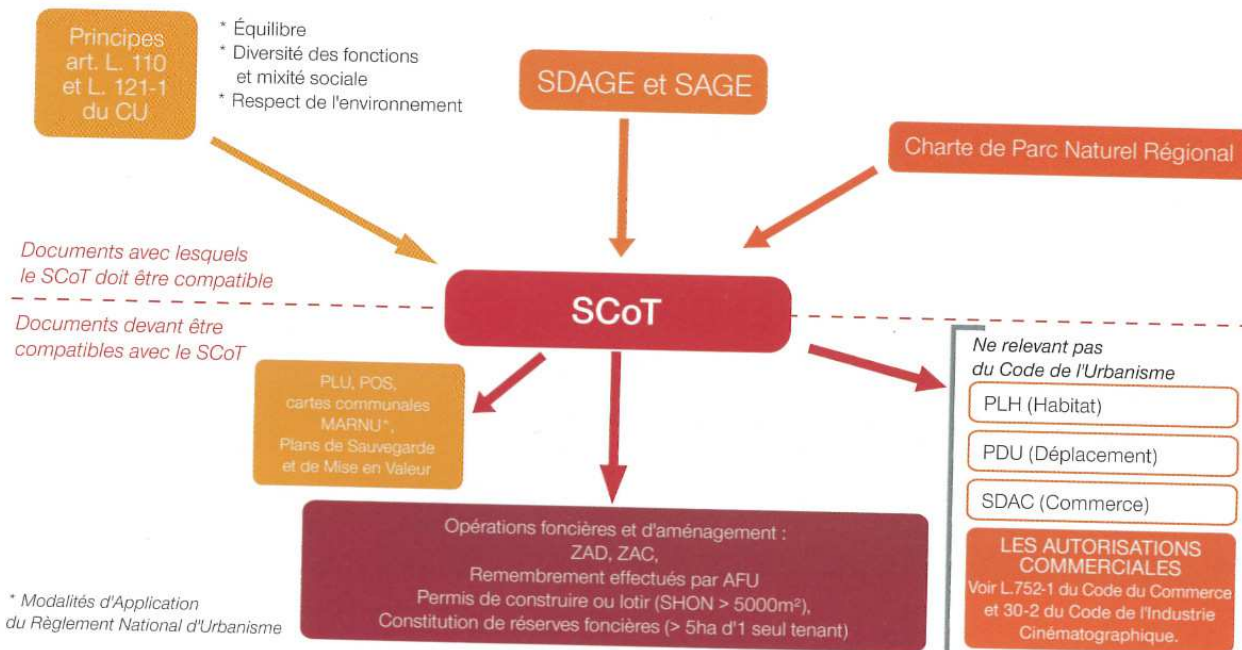 Principes
art. L. 110
et L. 121-1
du CU
* Équilibre
* Diversité des fonctions
et mixité sociale
* Respect de l'environnement
SDAGE et SAGE
Charte de Parc Naturel Régional
Documents avec lesquels
le SCoT doit être compatible
SCoT
Documents devant être
compatibles avec le SCoT
PLU, POS,
cartes communales
MARNU*,
Plans de Sauvegarde
et de Mise en Valeur
Ne relevant pas
du Code de l'Urbanisme
PLH (Habitat)
PDU (Déplacement)
SDAC (Commerce)
LES AUTORISATIONS
COMMERCIALES
Voir L.752-1 du Code du Commerce
et 30-2 du Code de l'Industrie
Cinématographique.
Opérations foncières et d'aménagement :
ZAD, ZAC,
Remembrement effectués par AFU
Permis de construire ou lotir (SHON > 5000m²),
Constitution de réserves foncières (> 5ha d'1 seul tenant)
* Modalités d'Application
du Règlement National d'Urbanisme